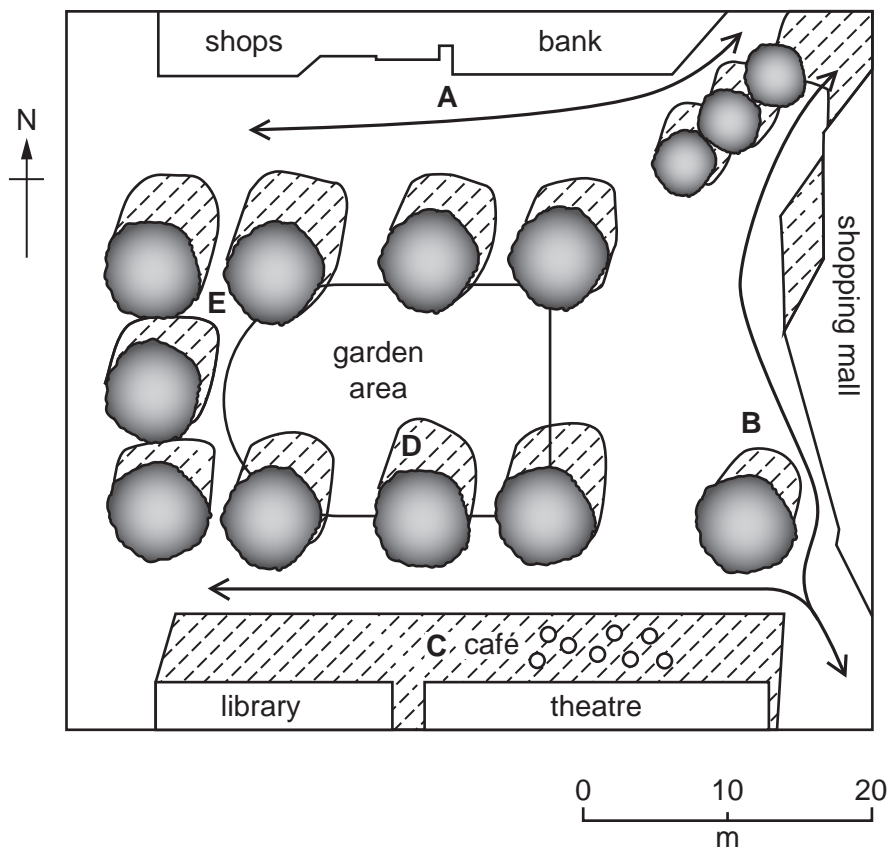 shops
bank
A
N
shopping mall
E
garden
area
D
B
C café
library
theatre
0 10 20
m